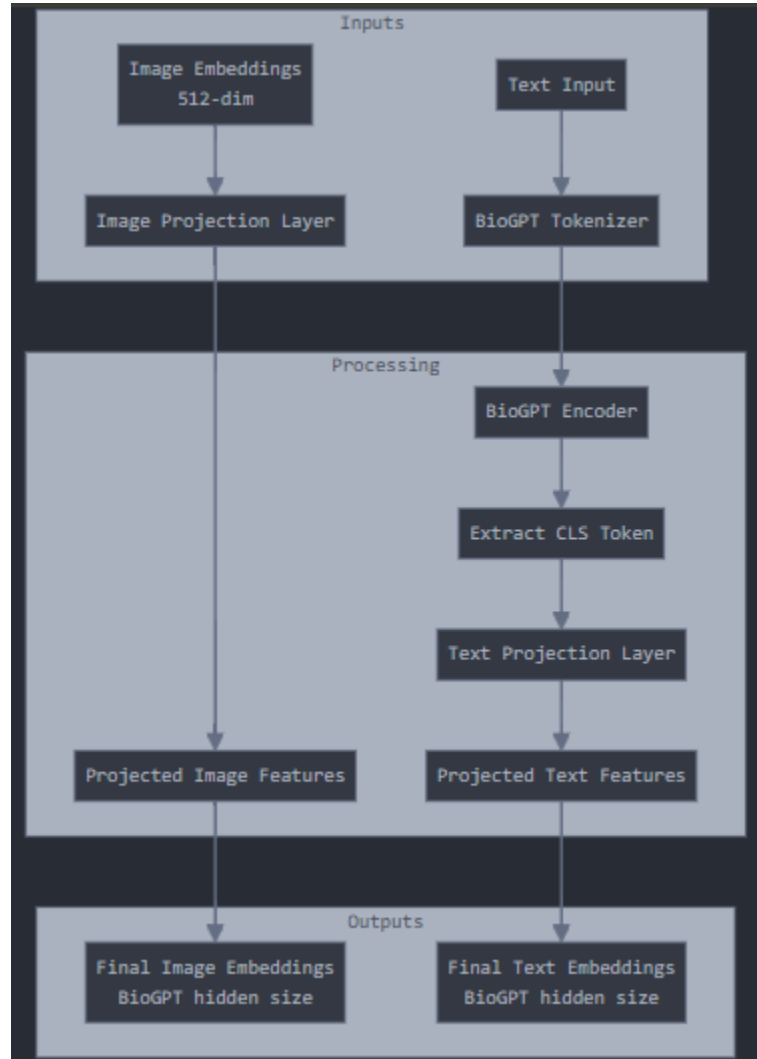 Inputs
Image Embeddings
512-dim
Text Input
Image Projection Layer
BioGPT Tokenizer
Processing
BioGPT Encoder
Extract CLS Token
Text Projection Layer
Projected Image Features
Projected Text Features
Outputs
Final Image Embeddings
BioGPT hidden size
Final Text Embeddings
BioGPT hidden size